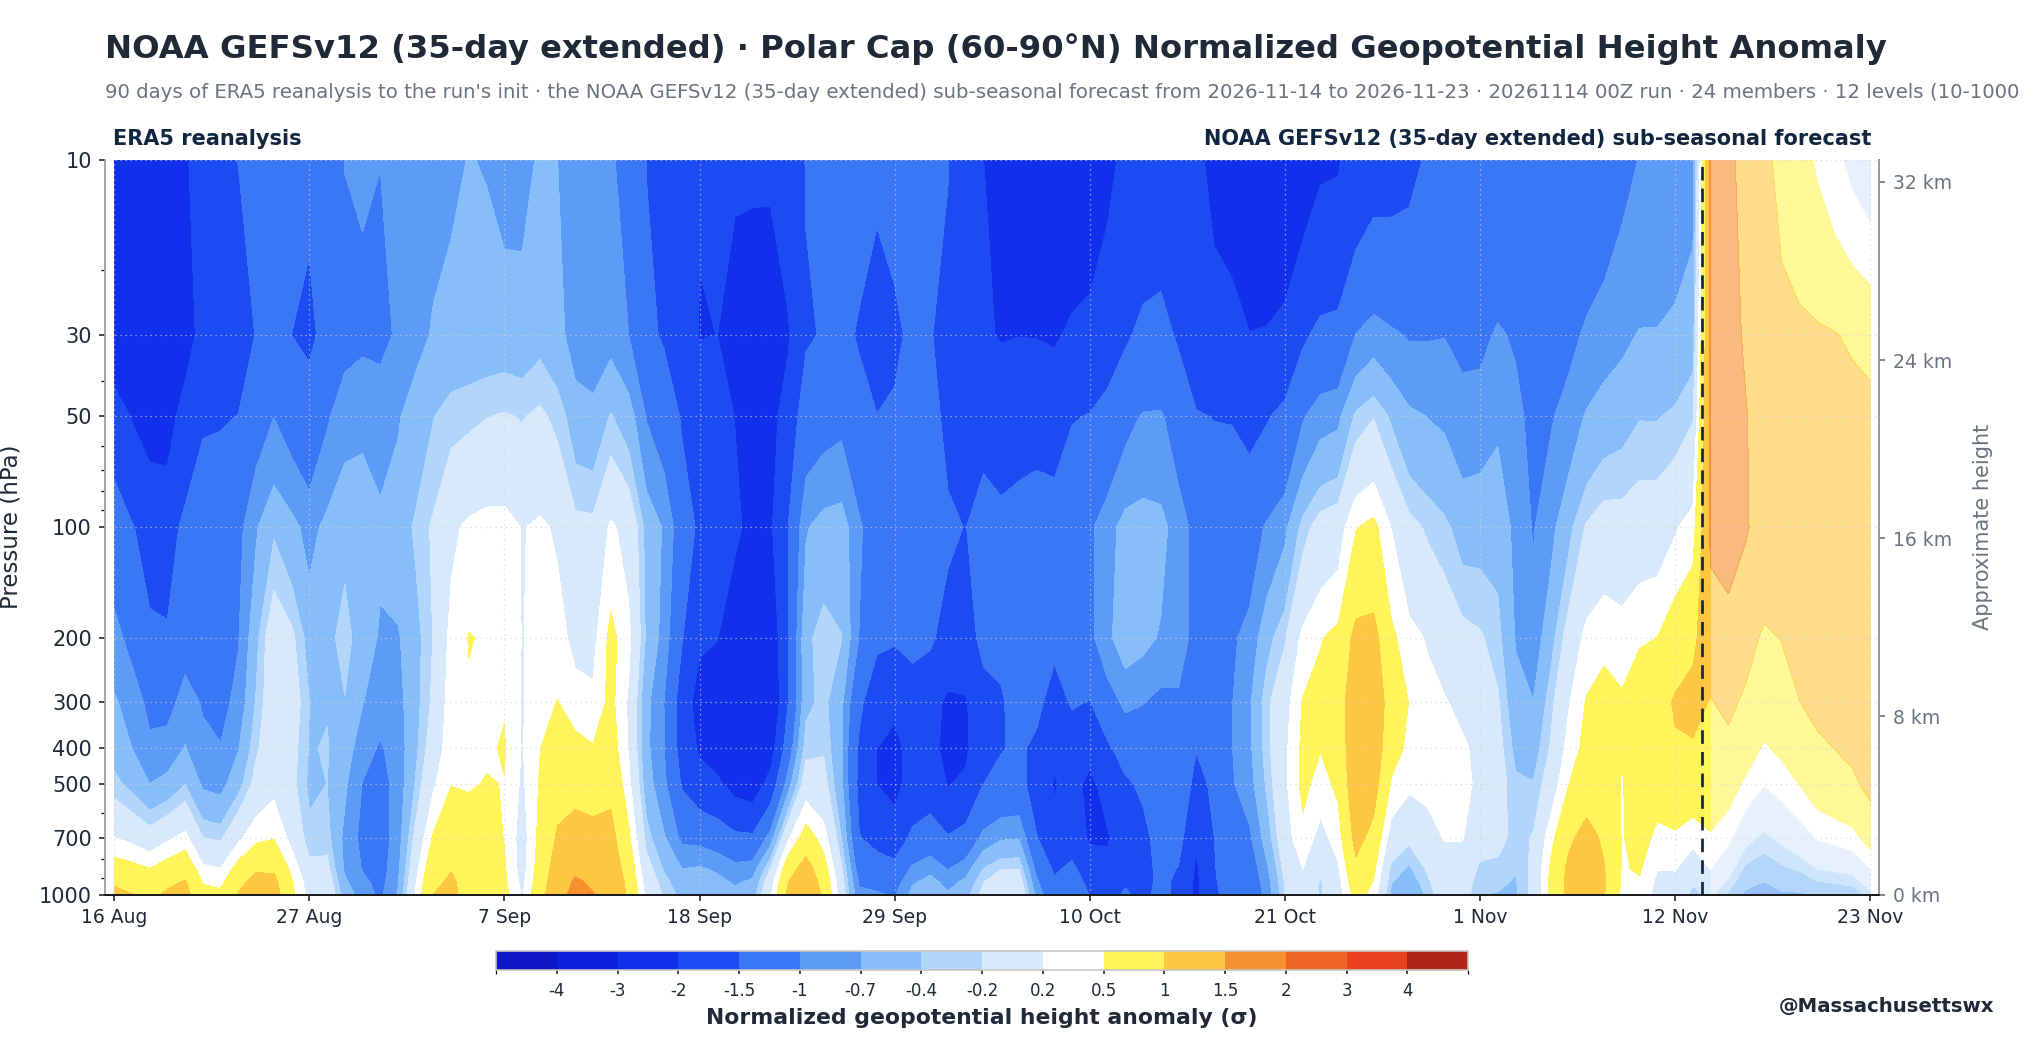 NOAA GEFSv12 (35-day extended) · Polar Cap (60-90°N) Normalized Geopotential Height Anomaly
90 days of ERA5 reanalysis to the run's init · the NOAA GEFSv12 (35-day extended) sub-seasonal forecast from 2026-11-14 to 2026-11-23 · 20261114 00Z run · 24 members · 12 levels (10-1000
ERA5 reanalysis
NOAA GEFSv12 (35-day extended) sub-seasonal forecast
Pressure (hPa)
10
30
50
100
200
300
400
500
700
1000
32 km
24 km
16 km
8 km
0 km
Approximate height
16 Aug 27 Aug 7 Sep 18 Sep 29 Sep 10 Oct 21 Oct 1 Nov 12 Nov 23 Nov
-4 -3 -2 -1.5 -1 -0.7 -0.4 -0.2 0.2 0.5 1 1.5 2 3 4
Normalized geopotential height anomaly (σ)
@Massachusettswx